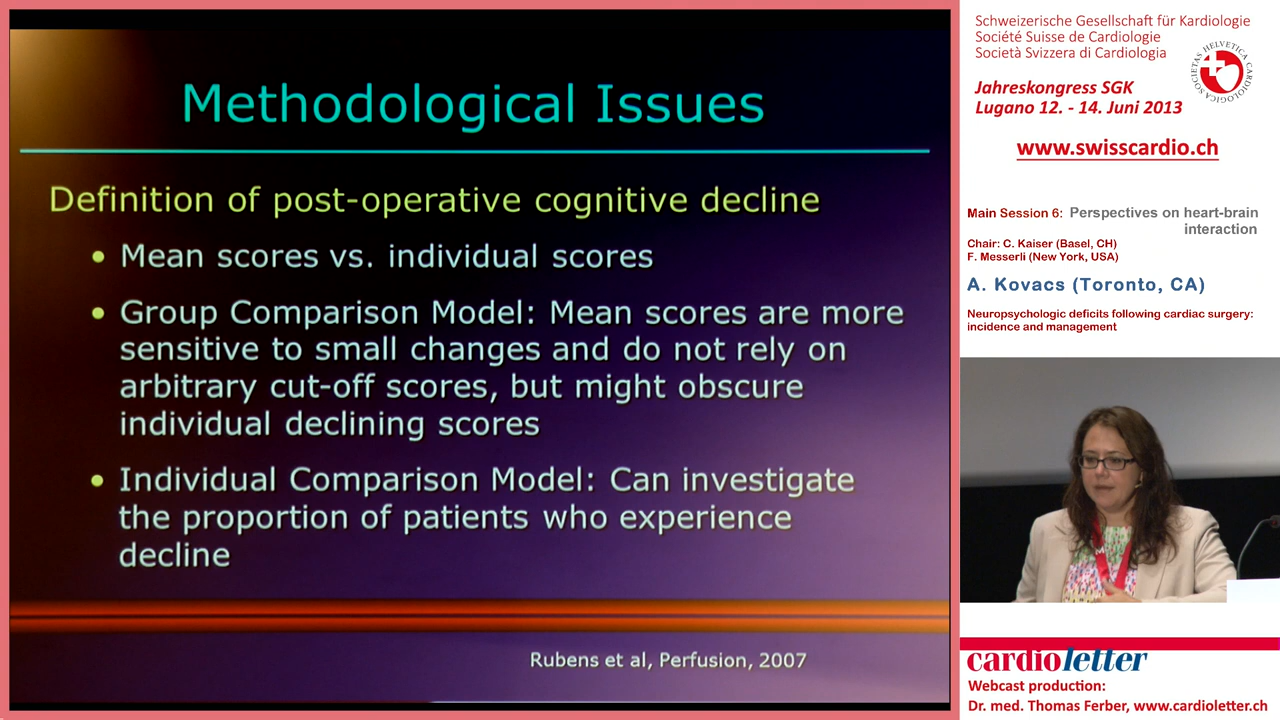 Methodological Issues
Definition of post-operative cognitive decline
• Mean scores vs. individual scores
• Group Comparison Model: Mean scores are more
sensitive to small changes and do not rely on
arbitrary cut-off scores, but might obscure
individual declining scores
• Individual Comparison Model: Can investigate
the proportion of patients who experience
decline
Rubens et al, Perfusion, 2007
Schweizerische Gesellschaft für Kardiologie
Société Suisse de Cardiologie
Società Svizzera di Cardiologia
SOCIETAS HELVETICA CARDIOLOGICA
Jahreskongress SGK
Lugano 12. - 14. Juni 2013
www.swisscardio.ch
Main Session 6: Perspectives on heart-brain
interaction
Chair: C. Kaiser (Basel, CH)
F. Messerli (New York, USA)
A. Kovacs (Toronto, CA)
Neuropsychologic deficits following cardiac surgery:
incidence and management
cardioletter
Webcast production:
Dr. med. Thomas Ferber, www.cardioletter.ch